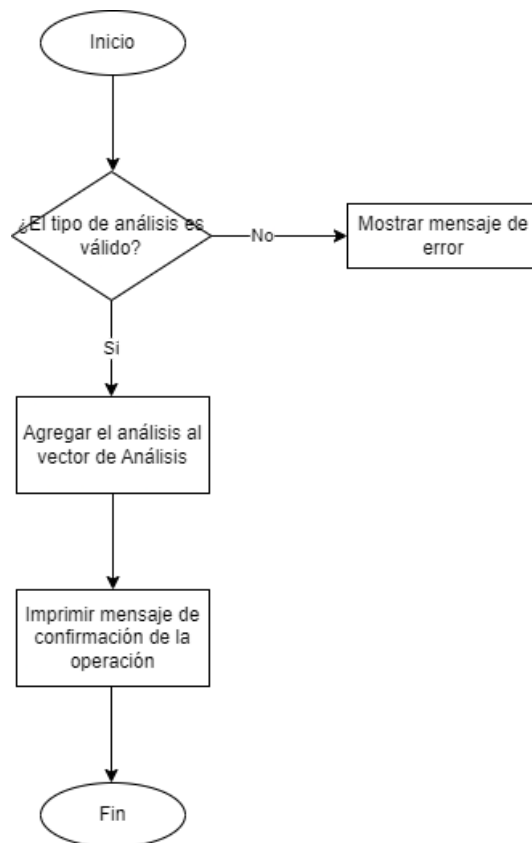 Inicio
¿El tipo de análisis es
válido?
No
Mostrar mensaje de
error
Si
Agregar el análisis al
vector de Análisis
Imprimir mensaje de
confirmación de la
operación
Fin